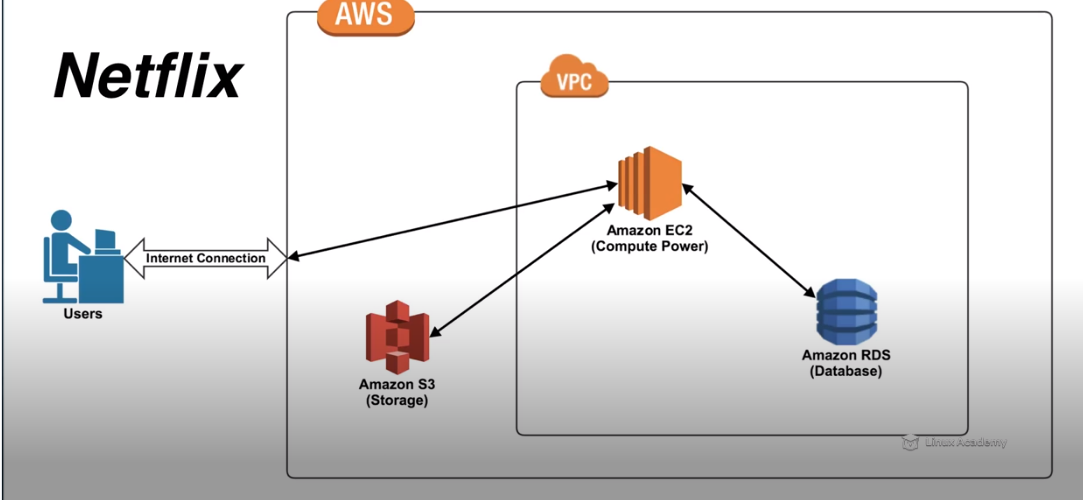 AWS
Netflix
VPC
Amazon EC2
(Compute Power)
Internet Connection
Users
Amazon S3
(Storage)
Amazon RDS
(Database)
Linux Academy